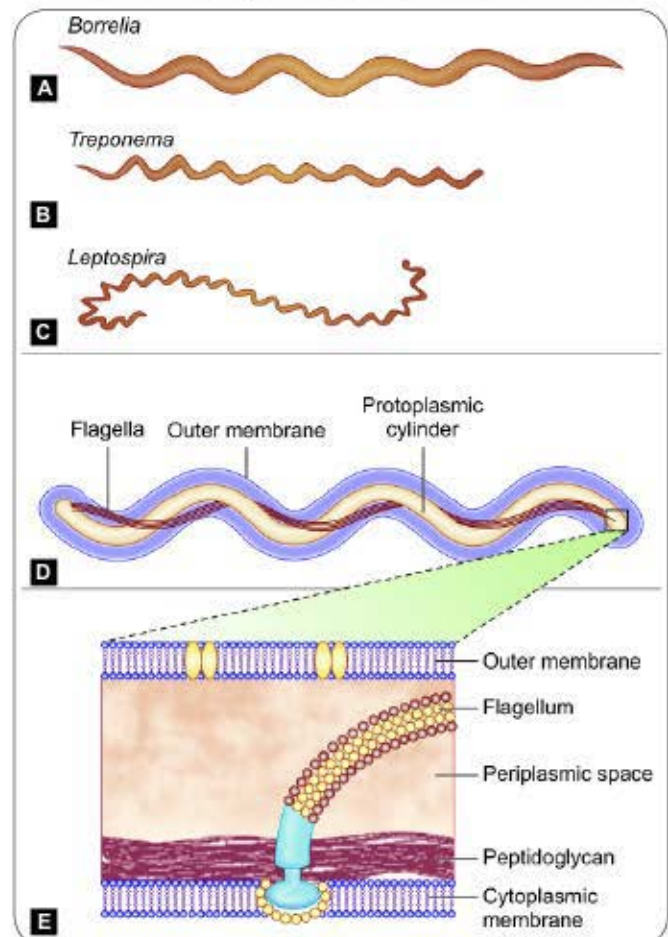 Borrelia
A
Treponema
B
Leptospira
C
Flagella
Outer membrane
Protoplasmic
cylinder
D
Outer membrane
Flagellum
Periplasmic space
Peptidoglycan
Cytoplasmic
membrane
E